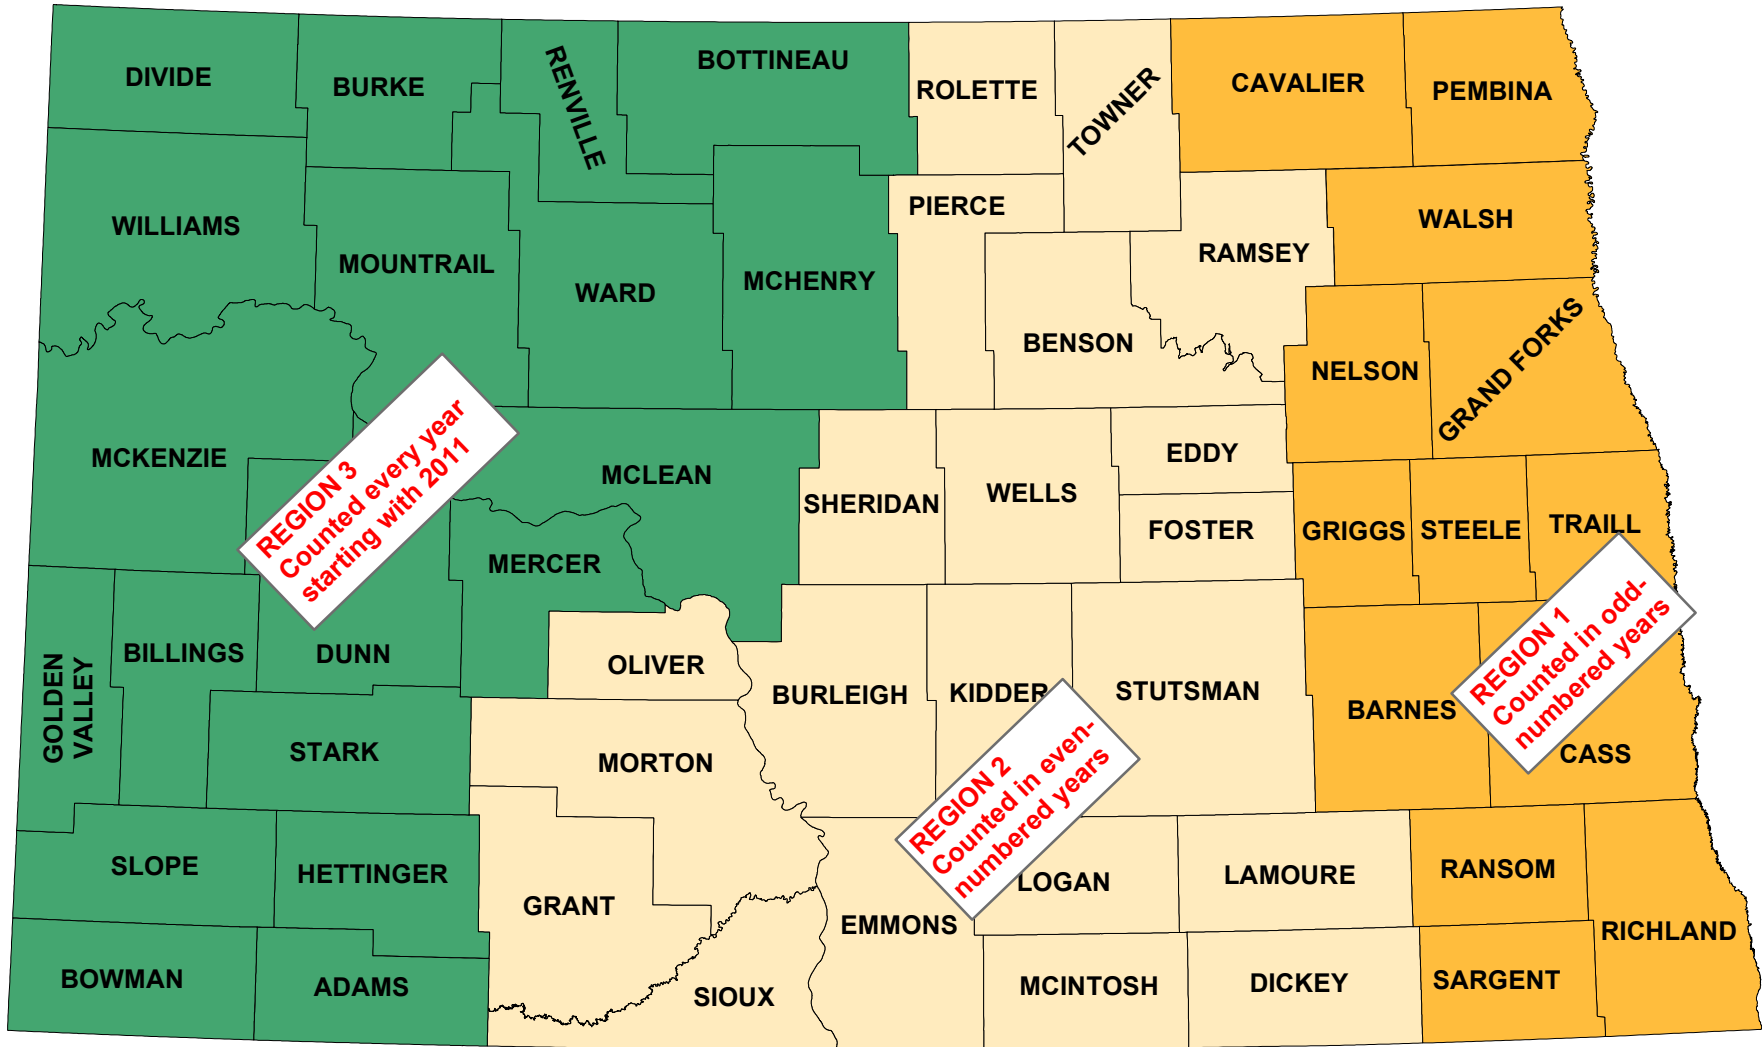 DIVIDE
BURKE
RENVILLE
BOTTINEAU
ROLETTE
TOWNER
CAVALIER
PEMBINA
WILLIAMS
MOUNTRAIL
WARD
MCHENRY
PIERCE
RAMSEY
WALSH
BENSON
NELSON
GRAND FORKS
MCKENZIE
REGION 3
Counted every year
starting with 2011
MCLEAN
SHERIDAN
WELLS
EDDY
FOSTER
GRIGGS
STEELE
TRAILL
MERCER
GOLDEN
VALLEY
BILLINGS
DUNN
OLIVER
BURLEIGH
KIDDER
STUTSMAN
BARNES
REGION 1
Counted in odd-
numbered years
CASS
STARK
MORTON
REGION 2
Counted in even-
numbered years
SLOPE
HETTINGER
GRANT
EMMONS
LOGAN
LAMOURE
RANSOM
RICHLAND
BOWMAN
ADAMS
SIOUX
MCINTOSH
DICKEY
SARGENT